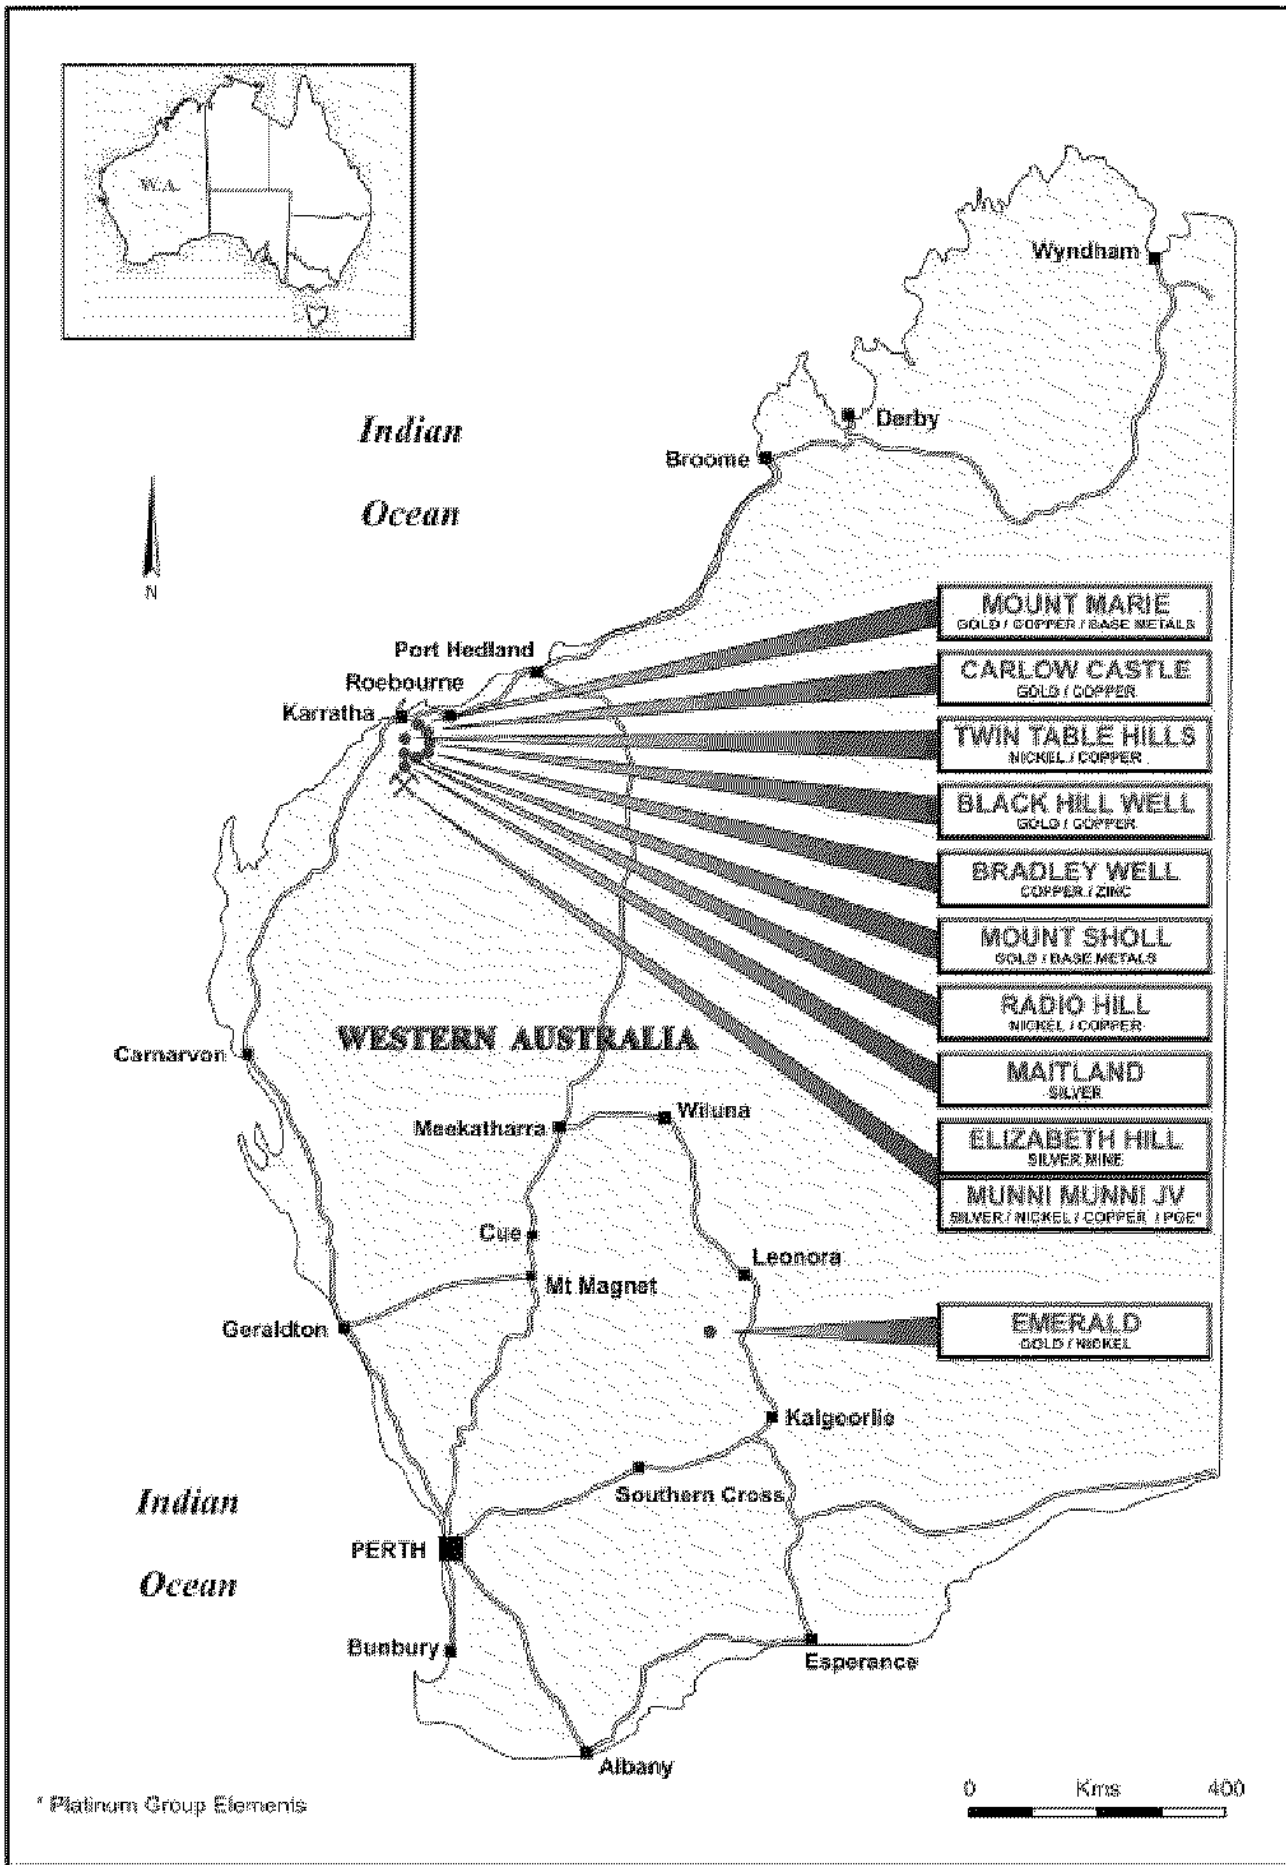 W.A.
Wyndham
Indian
Ocean
Derby
Broome
N
MOUNT MARIE
GOLD / COPPER / BASE METALS
Port Hedland
Roebourne
Karratha
CARLOW CASTLE
GOLD / COPPER
TWIN TABLE HILLS
NICKEL / COPPER
BLACK HILL WELL
GOLD / COPPER
BRADLEY WELL
COPPER / ZINC
MOUNT SHOLL
GOLD / BASE METALS
RADIO HILL
NICKEL / COPPER
WESTERN AUSTRALIA
Carnarvon
MAITLAND
SILVER
Wiluna
Meekatharra
ELIZABETH HILL
SILVER MINE
MUNNI MUNNI JV
SILVER / NICKEL / COPPER / PGE*
Cue
Leonora
Mt Magnet
Geraldton
EMERALD
GOLD / NICKEL
Kalgoorlie
Southern Cross
Indian
Ocean
PERTH
Bunbury
Esperance
Albany
* Platinum Group Elements
0 Kms 400